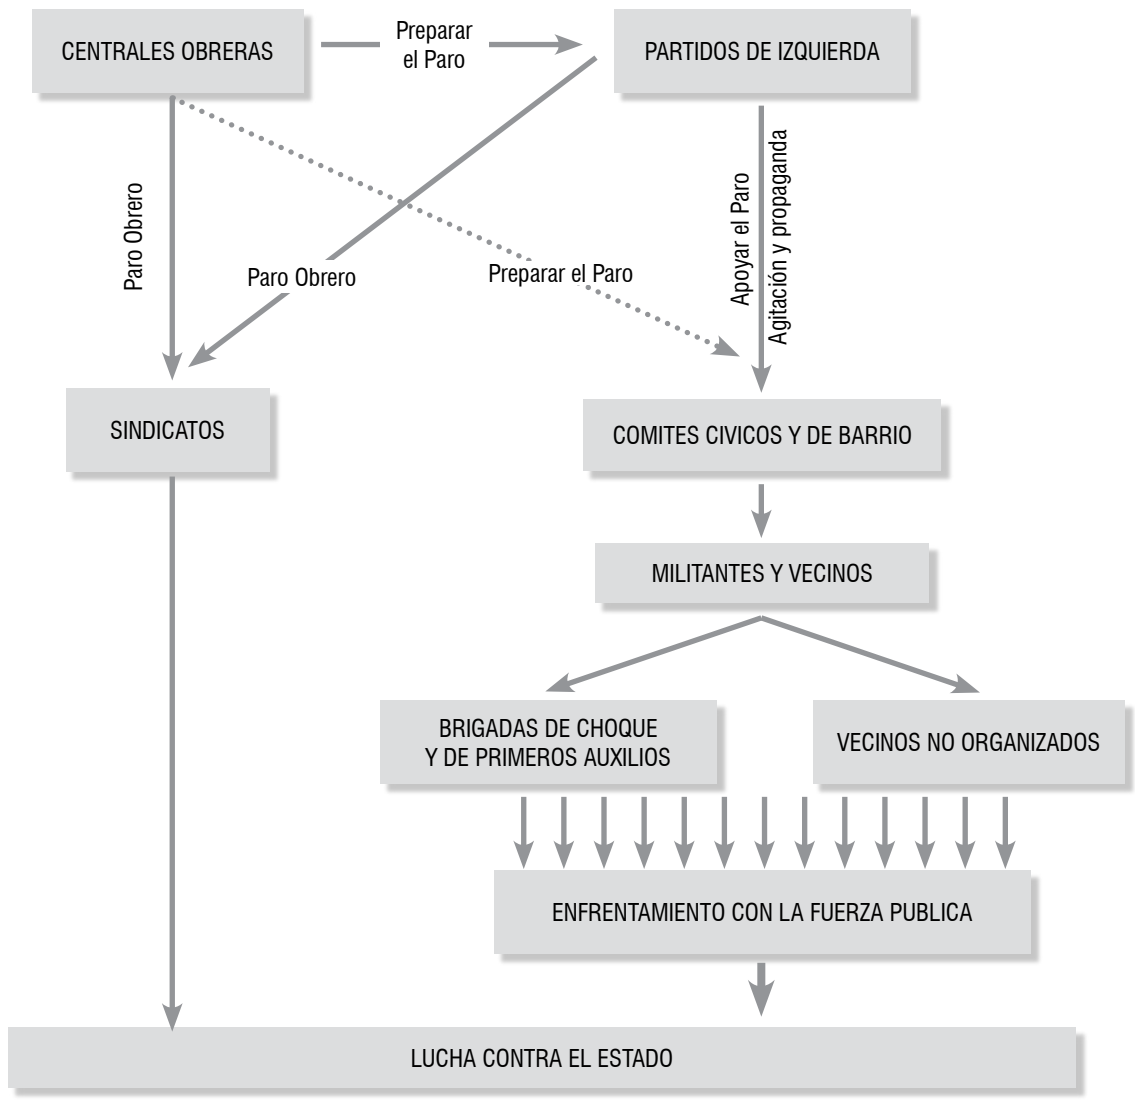 CENTRALES OBRERAS
Preparar
el Paro
PARTIDOS DE IZQUIERDA
Paro Obrero
Paro Obrero
Preparar el Paro
Apoyar el Paro
Agitación y propaganda
SINDICATOS
COMITES CIVICOS Y DE BARRIO
MILITANTES Y VECINOS
BRIGADAS DE CHOQUE
Y DE PRIMEROS AUXILIOS
VECINOS NO ORGANIZADOS
ENFRENTAMIENTO CON LA FUERZA PUBLICA
LUCHA CONTRA EL ESTADO